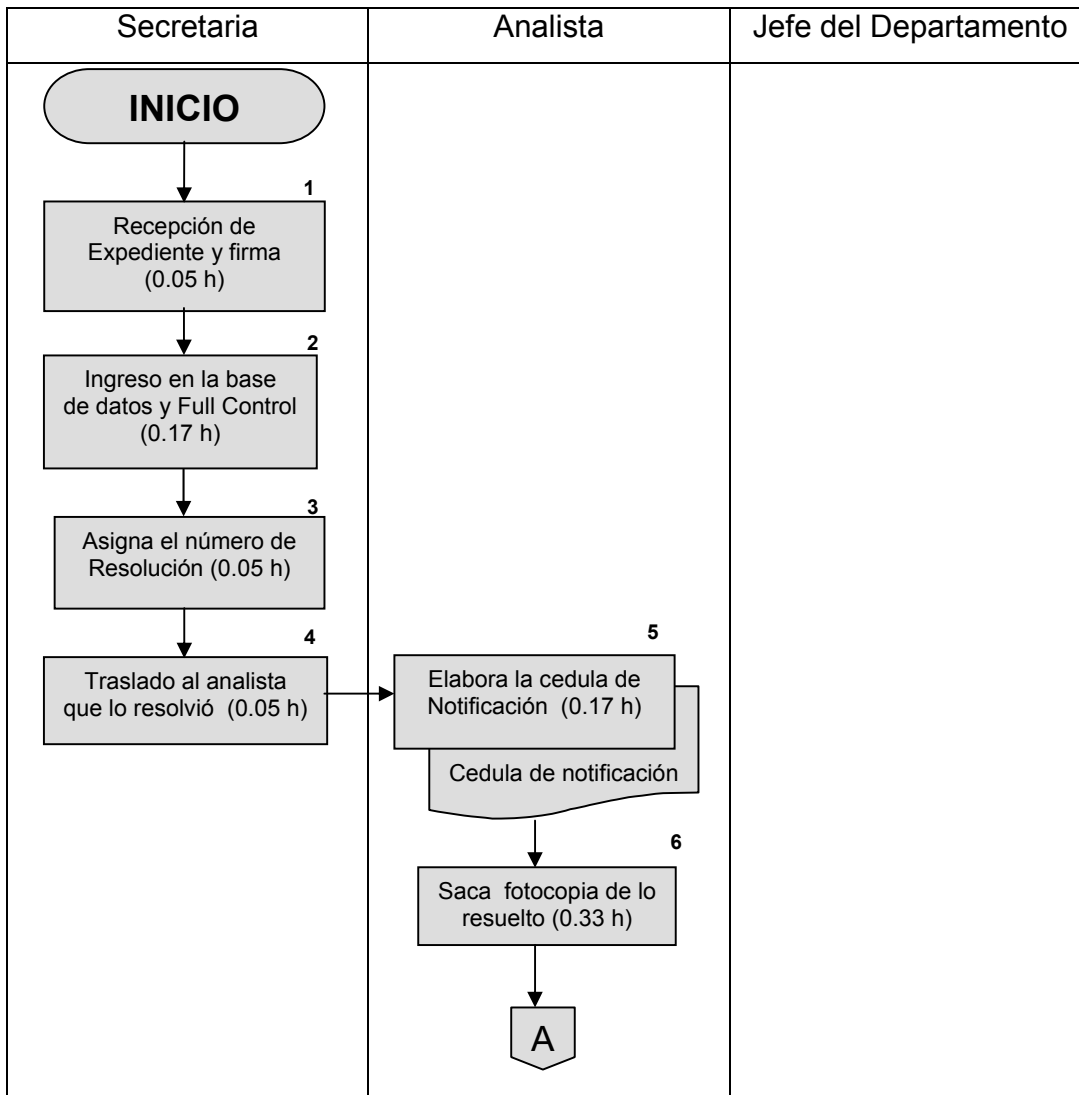 Secretaria
Analista
Jefe del Departamento
INICIO
1
Recepción de
Expediente y firma
(0.05 h)
2
Ingreso en la base
de datos y Full Control
(0.17 h)
3
Asigna el número de
Resolución (0.05 h)
4
Traslado al analista
que lo resolvió (0.05 h)
5
Elabora la cedula de
Notificación (0.17 h)
Cedula de notificación
6
Saca fotocopia de lo
resuelto (0.33 h)
A